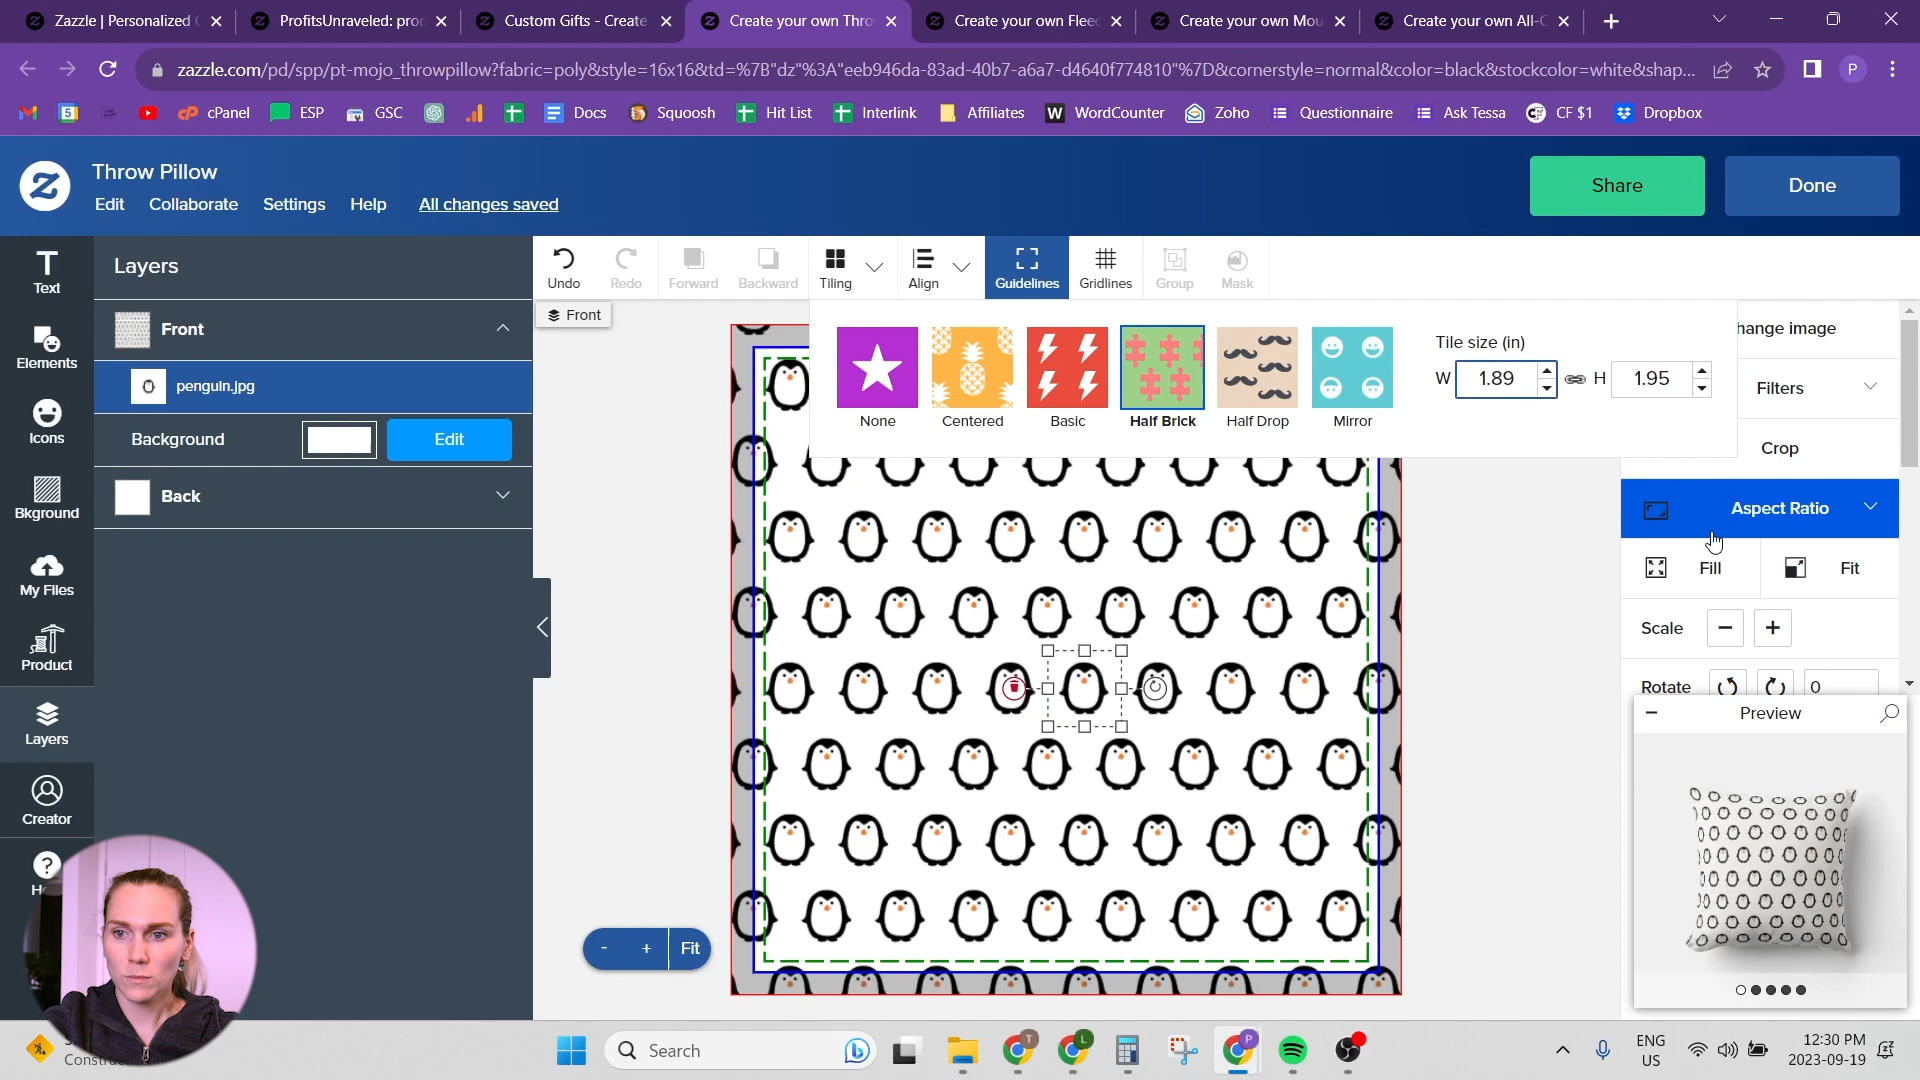 Zazzle | Personalized
ProfitsUnraveled: pro
Custom Gifts - Create
Create your own Thro
Create your own Flee
Create your own Mou
Create your own All-
zazzle.com/pd/spp/pt-mojo_throwpillow?fabric=poly&style=16x16&td=%7B"dz"%3A"eeb946da-83ad-40b7-a6a7-d4640f774810"%7D&cornerstyle=normal&color=black&stockcolor=white&shap...
P
5
cPanel
ESP
GSC
Docs
Squoosh
Hit List
Interlink
Affiliates
W WordCounter
Zoho
Questionnaire
Ask Tessa
CF $1
Dropbox
Throw Pillow
Edit Collaborate Settings Help All changes saved
Share
Done
Text
Elements
Icons
Bkground
My Files
Product
Layers
Creator
Layers
Front
penguin.jpg
Background
Edit
Back
Undo
Redo
Forward
Backward
Tiling
Align
Guidelines
Gridlines
Group
Mask
Front
None
Centered
Basic
Half Brick
Half Drop
Mirror
Tile size (in)
W 1.89 H 1.95
hange image
Filters
Crop
Aspect Ratio
Fill
Fit
Scale - +
Rotate 0
Preview
- + Fit
Search
T
L
P
ENG
US
12:30 PM
2023-09-19